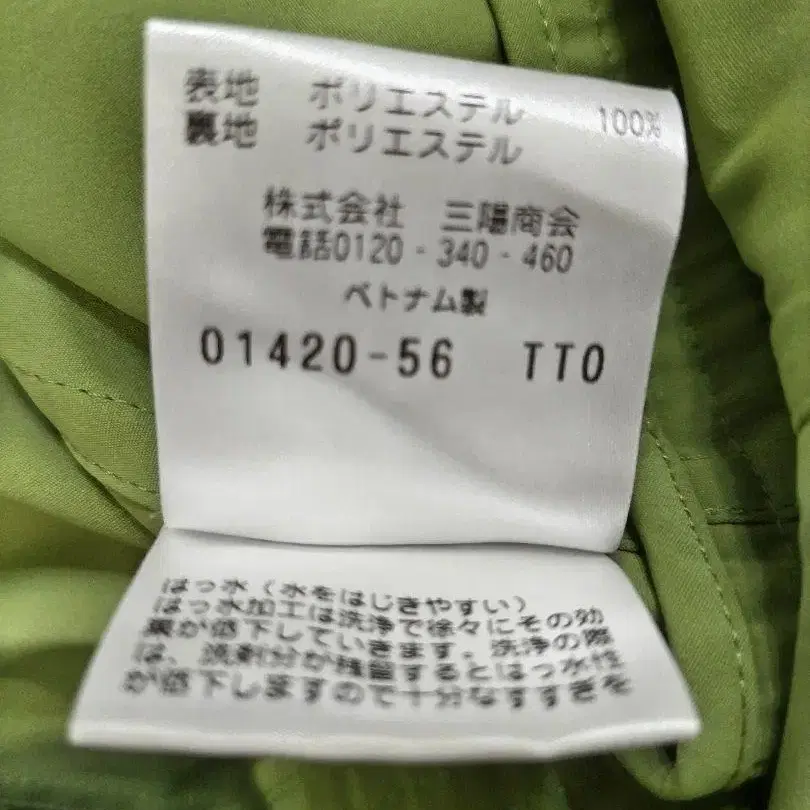 表地 ポリエステル 100%
裏地 ポリエステル
株式会社 三陽商会
電話0120-340-460
ベトナム製
01420-56 TTO
はっ水(水をはじきやすい)
はっ水加工は洗浄で徐々にその効
果が低下していきます。洗浄の際
は、洗剤分が残留するとはっ水性
が低下しますので十分なすすぎを